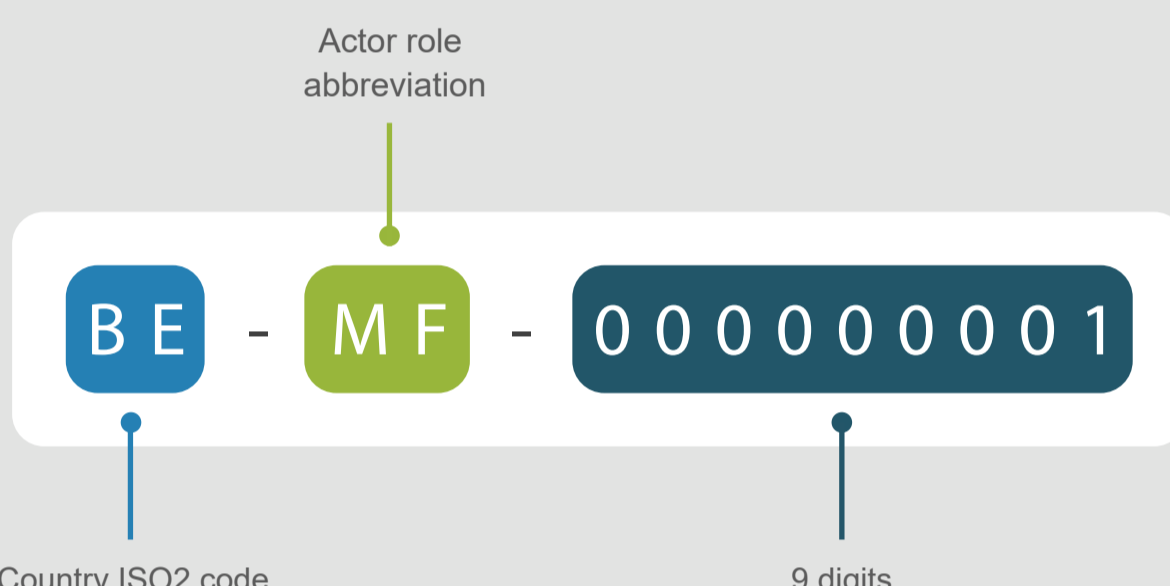 Actor role
abbreviation
BE - MF - 000000001
Country ISO2 code
9 digits